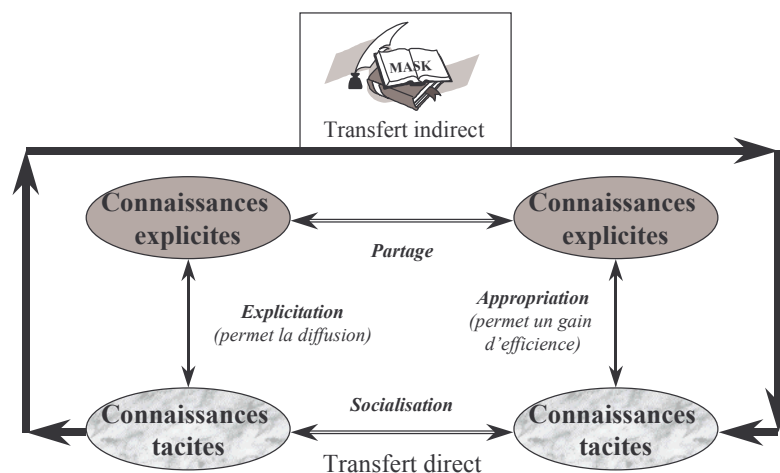 MASK
Transfert indirect
Connaissances
explicites
Connaissances
explicites
Partage
Explicitation
(permet la diffusion)
Appropriation
(permet un gain
d'efficience)
Connaissances
tacites
Socialisation
Connaissances
tacites
Transfert direct